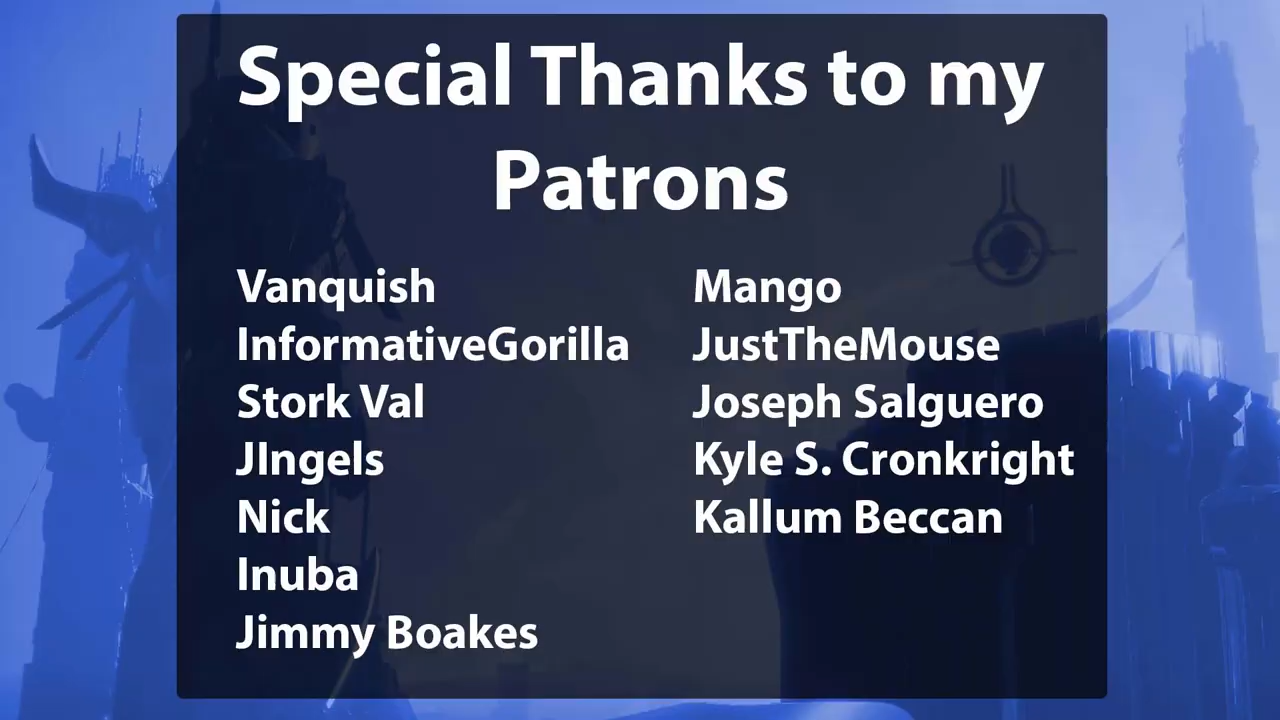 Special Thanks to my
Patrons
Vanquish
InformativeGorilla
Stork Val
JIngels
Nick
Inuba
Jimmy Boakes
Mango
JustTheMouse
Joseph Salguero
Kyle S. Cronkright
Kallum Beccan